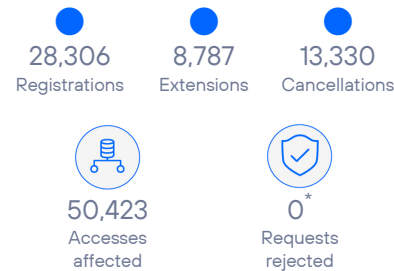 28,306 8,787 13,330
Registrations Extensions Cancellations
50,423 0*
Accesses Requests
affected rejected